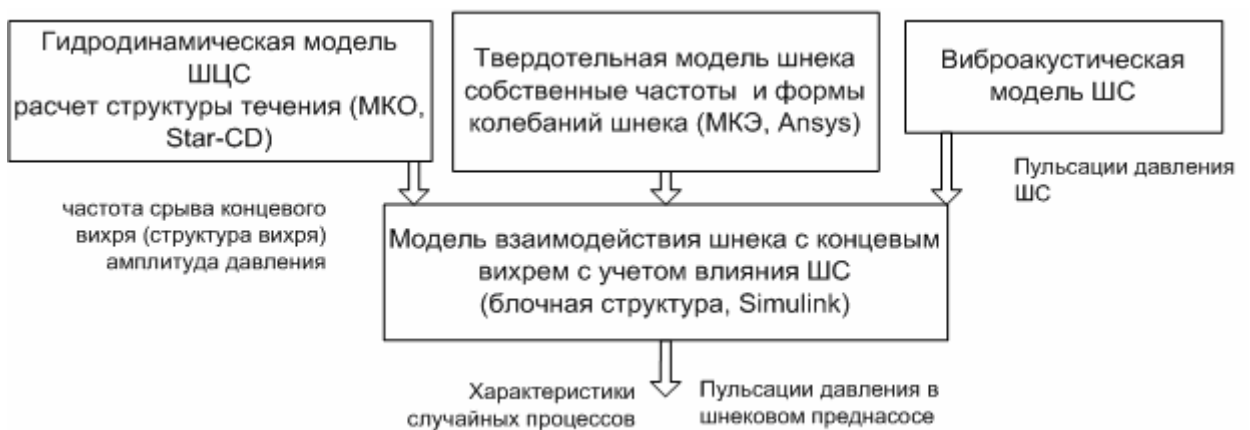 Гидродинамическая модель
ШЦС
расчет структуры течения (МКО,
Star-CD)
Твердотельная модель шнека
собственные частоты и формы
колебаний шнека (МКЭ, Ansys)
Виброакустическая
модель ШС
частота срыва концевого
вихря (структура вихря)
амплитуда давления
Пульсации давления
ШС
Модель взаимодействия шнека с концевым
вихрем с учетом влияния ШС
(блочная структура, Simulink)
Характеристики
случайных процессов
Пульсации давления в
шнековом преднасосе